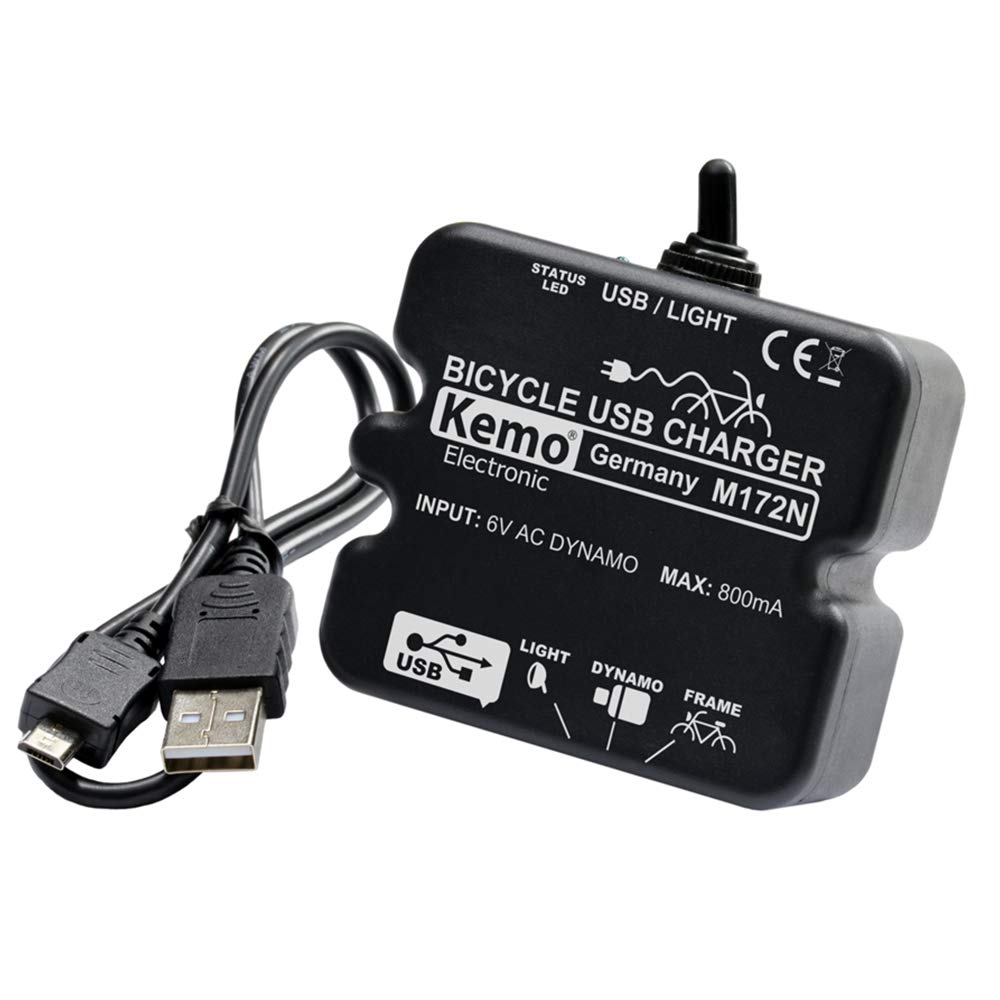 STATUS
LED
USB / LIGHT
CE
BICYCLE USB CHARGER
Kemo®
Electronic
Germany M172N
INPUT: 6V AC DYNAMO MAX: 800mA
USB
LIGHT
DYNAMO
FRAME